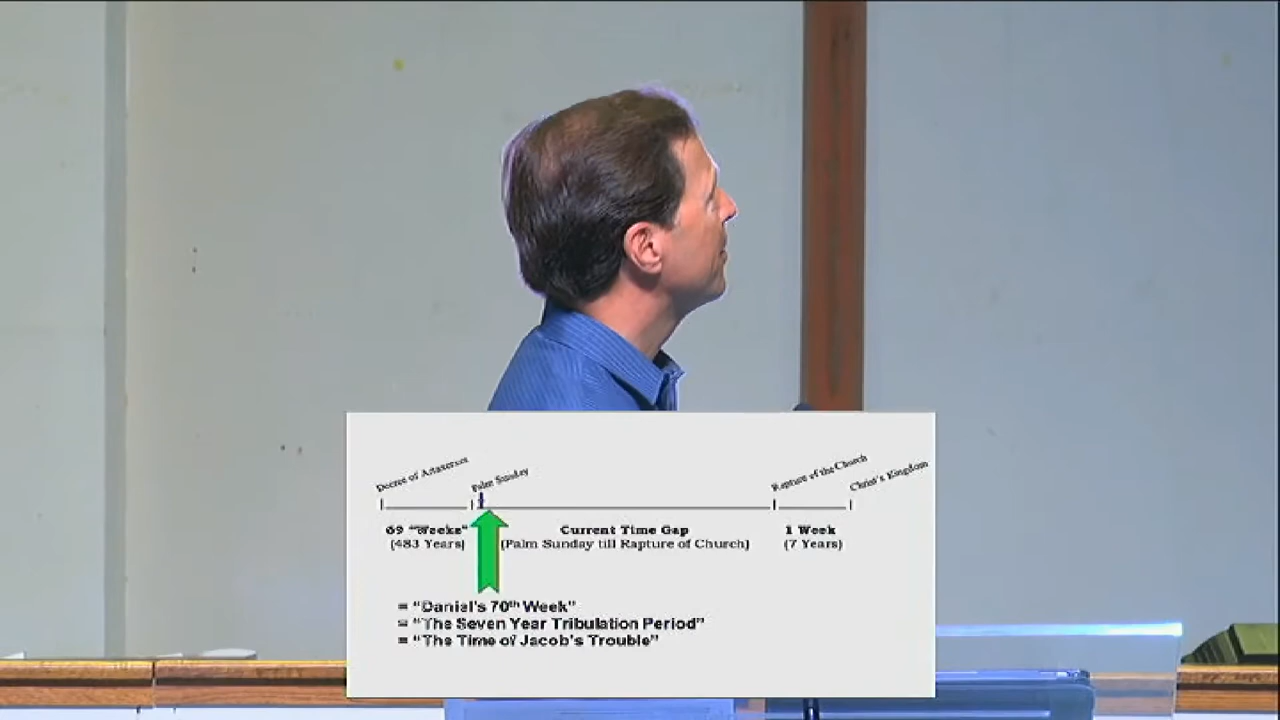 Decree of Artaxerxes
Palm Sunday
Rapture of the Church
Christ's Kingdom
69 "Weeks"
Current Time Gap
1 Week
(483 Years)
(Palm Sunday till Rapture of Church)
(7 Years)
= "Daniel's 70th Week"
= "The Seven Year Tribulation Period"
= "The Time of Jacob's Trouble"